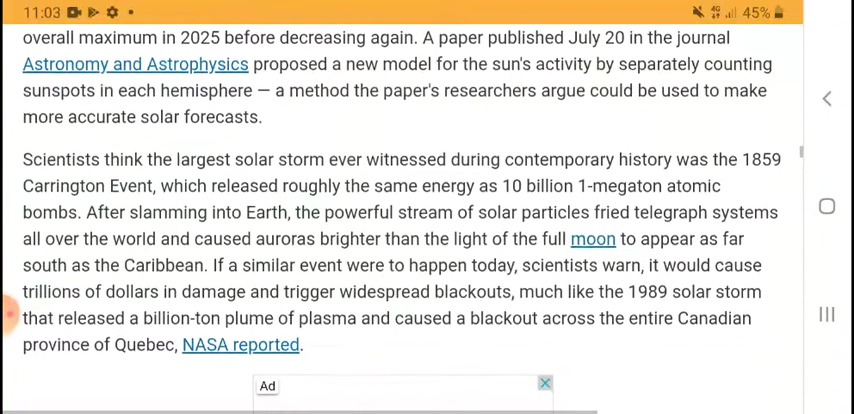 11:03
4G
45%
overall maximum in 2025 before decreasing again. A paper published July 20 in the journal
Astronomy and Astrophysics proposed a new model for the sun's activity by separately counting
sunspots in each hemisphere — a method the paper's researchers argue could be used to make
more accurate solar forecasts.
Scientists think the largest solar storm ever witnessed during contemporary history was the 1859
Carrington Event, which released roughly the same energy as 10 billion 1-megaton atomic
bombs. After slamming into Earth, the powerful stream of solar particles fried telegraph systems
all over the world and caused auroras brighter than the light of the full moon to appear as far
south as the Caribbean. If a similar event were to happen today, scientists warn, it would cause
trillions of dollars in damage and trigger widespread blackouts, much like the 1989 solar storm
that released a billion-ton plume of plasma and caused a blackout across the entire Canadian
province of Quebec, NASA reported.
Ad